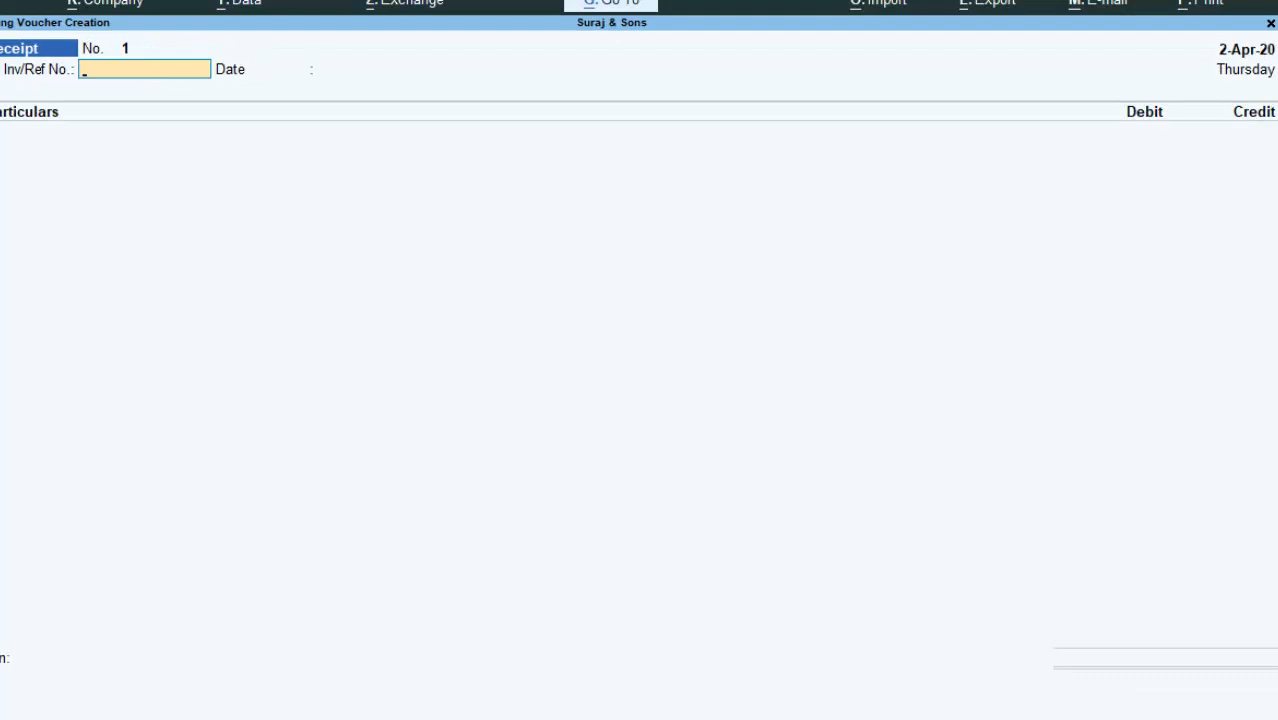 K: Company Y: Data Z: Exchange G: Go To O: Import E: Export M: E-mail P: Print
ng Voucher Creation Suraj & Sons ×
eceipt No. 1 2-Apr-20
Inv/Ref No.: Date : Thursday
articulars Debit Credit
n: